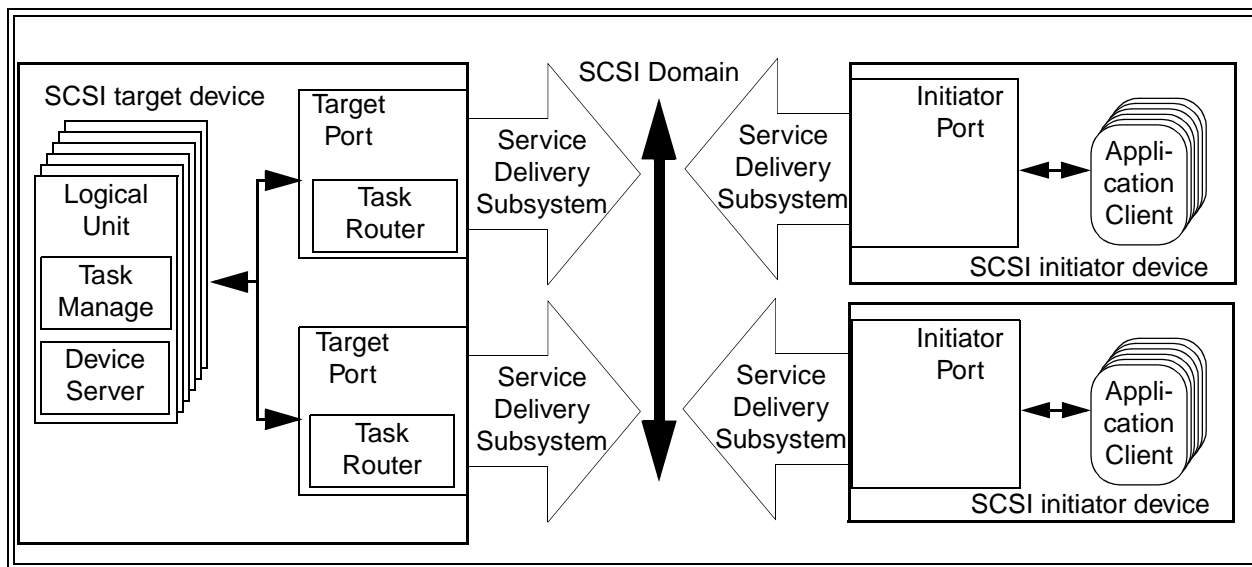 SCSI target device
Logical
Unit
Task
Manage
Device
Server
Target
Port
Task
Router
Target
Port
Task
Router
Service
Delivery
Subsystem
Service
Delivery
Subsystem
SCSI Domain
Service
Delivery
Subsystem
Service
Delivery
Subsystem
Initiator
Port
Appli-
cation
Client
SCSI initiator device
Initiator
Port
Appli-
cation
Client
SCSI initiator device